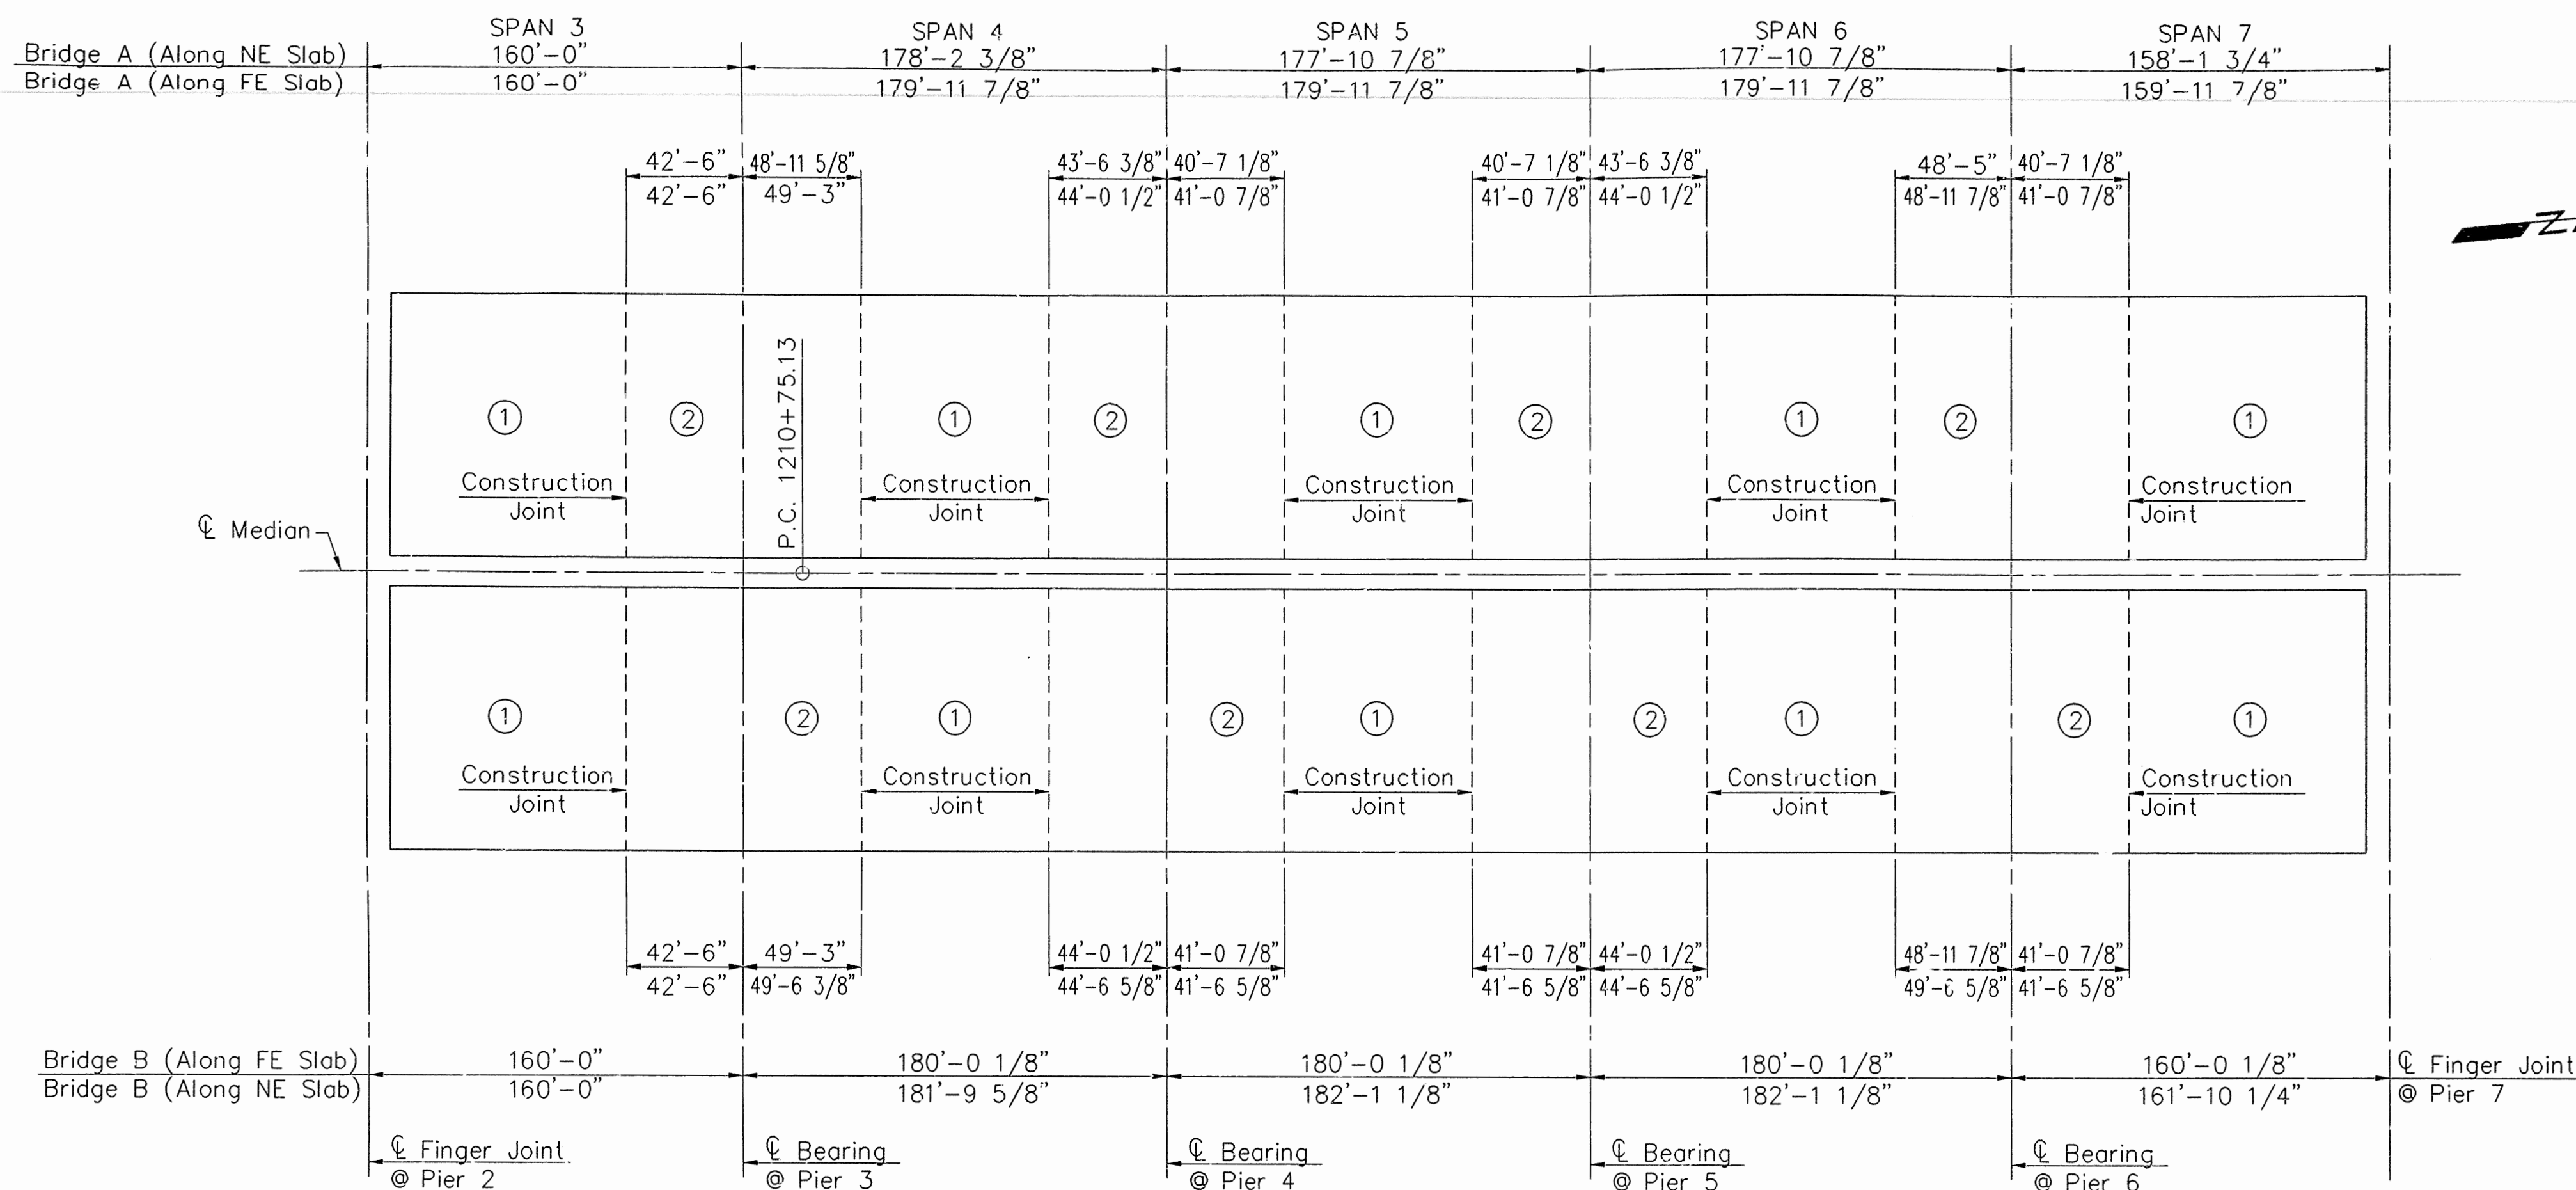 SPAN 3 SPAN 4 SPAN 5 SPAN 6 SPAN 7
Bridge A (Along NE Slab) 160'-0" 178'-2 3/8" 177'-10 7/8" 177'-10 7/8" 158'-1 3/4"
Bridge A (Along FE Slab) 160'-0" 179'-11 7/8" 179'-11 7/8" 179'-11 7/8" 159'-11 7/8"
42'-6" 48'-11 5/8" 43'-6 3/8" 40'-7 1/8" 40'-7 1/8" 43'-6 3/8" 48'-5" 40'-7 1/8"
42'-6" 49'-3" 44'-0 1/2" 41'-0 7/8" 41'-0 7/8" 44'-0 1/2" 48'-11 7/8" 41'-0 7/8"
Z
P.C. 1210+75.13
1 2 1 2 1 2 1 2 1
Construction Construction Construction Construction Construction
Joint Joint Joint Joint Joint
℄ Median
1 2 1 2 1 2 1 2 1
Construction Construction Construction Construction Construction
Joint Joint Joint Joint Joint
42'-6" 49'-3" 44'-0 1/2" 41'-0 7/8" 41'-0 7/8" 44'-0 1/2" 48'-11 7/8" 41'-0 7/8"
42'-6" 49'-6 3/8" 44'-6 5/8" 41'-6 5/8" 41'-6 5/8" 44'-6 5/8" 49'-6 5/8" 41'-6 5/8"
Bridge B (Along FE Slab) 160'-0" 180'-0 1/8" 180'-0 1/8" 180'-0 1/8" 160'-0 1/8" ℄ Finger Joint
Bridge B (Along NE Slab) 160'-0" 181'-9 5/8" 182'-1 1/8" 182'-1 1/8" 161'-10 1/4" @ Pier 7
℄ Finger Joint ℄ Bearing ℄ Bearing ℄ Bearing ℄ Bearing
@ Pier 2 @ Pier 3 @ Pier 4 @ Pier 5 @ Pier 6